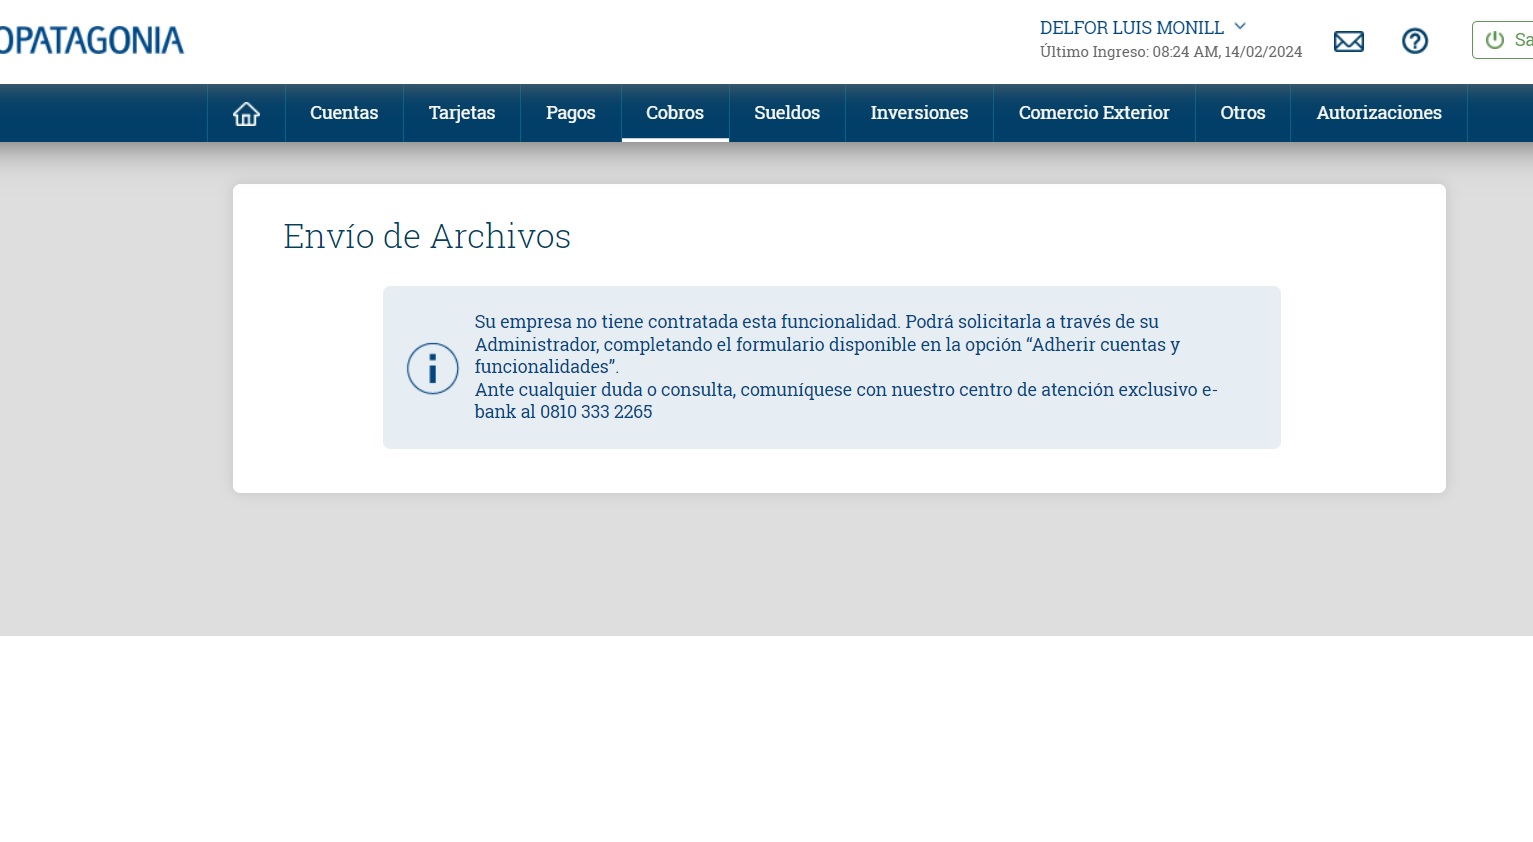 OPATAGONIA
DELFOR LUIS MONILL
Último Ingreso: 08:24 AM, 14/02/2024
Sa
Cuentas
Tarjetas
Pagos
Cobros
Sueldos
Inversiones
Comercio Exterior
Otros
Autorizaciones
Envío de Archivos
Su empresa no tiene contratada esta funcionalidad. Podrá solicitarla a través de su
Administrador, completando el formulario disponible en la opción “Adherir cuentas y
funcionalidades”.
Ante cualquier duda o consulta, comuníquese con nuestro centro de atención exclusivo e-
bank al 0810 333 2265